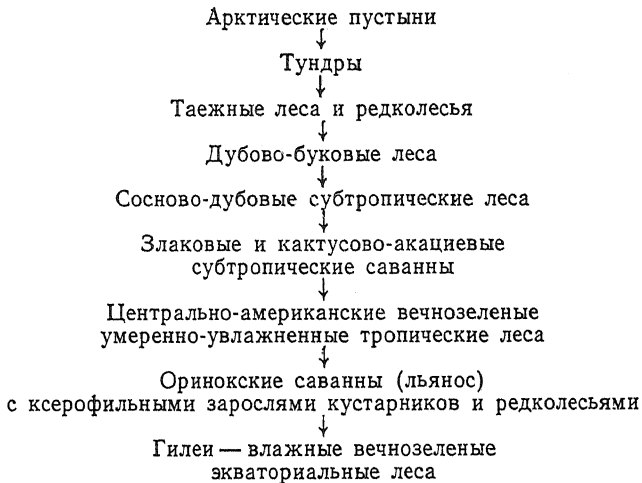 Арктические пустыни
↓
Тундры
↓
Таежные леса и редколесья
↓
Дубово-буковые леса
↓
Сосново-дубовые субтропические леса
↓
Злаковые и кактусово-акациевые
субтропические саванны
↓
Центрально-американские вечнозеленые
умеренно-увлажненные тропические леса
↓
Оринокские саванны (льянос)
с ксерофильными зарослями кустарников и редколесьями
↓
Гилеи — влажные вечнозеленые
экваториальные леса